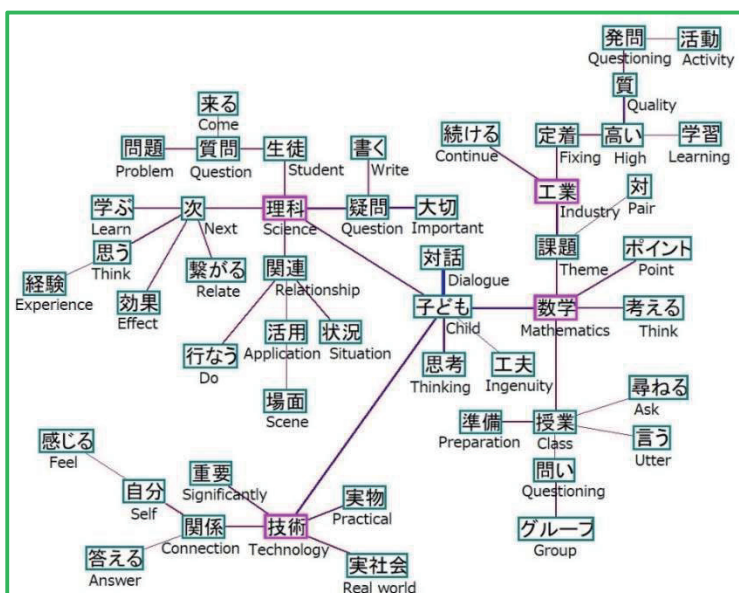 発問
Questioning
活動
Activity
質
Quality
来る
Come
問題
Problem
質問
Question
生徒
Student
書く
Write
続ける
Continue
定着
Fixing
高い
High
学習
Learning
学ぶ
Learn
次
Next
理科
Science
疑問
Question
大切
Important
工業
Industry
対
Pair
思う
Think
経験
Experience
効果
Effect
繋がる
Relate
関連
Relationship
対話
Dialogue
課題
Theme
ポイント
Point
子ども
Child
数学
Mathematics
考える
Think
行なう
Do
活用
Application
状況
Situation
思考
Thinking
工夫
Ingenuity
場面
Scene
準備
Preparation
授業
Class
尋ねる
Ask
言う
Utter
問い
Questioning
グループ
Group
感じる
Feel
自分
Self
重要
Significantly
実物
Practical
関係
Connection
技術
Technology
答える
Answer
実社会
Real world